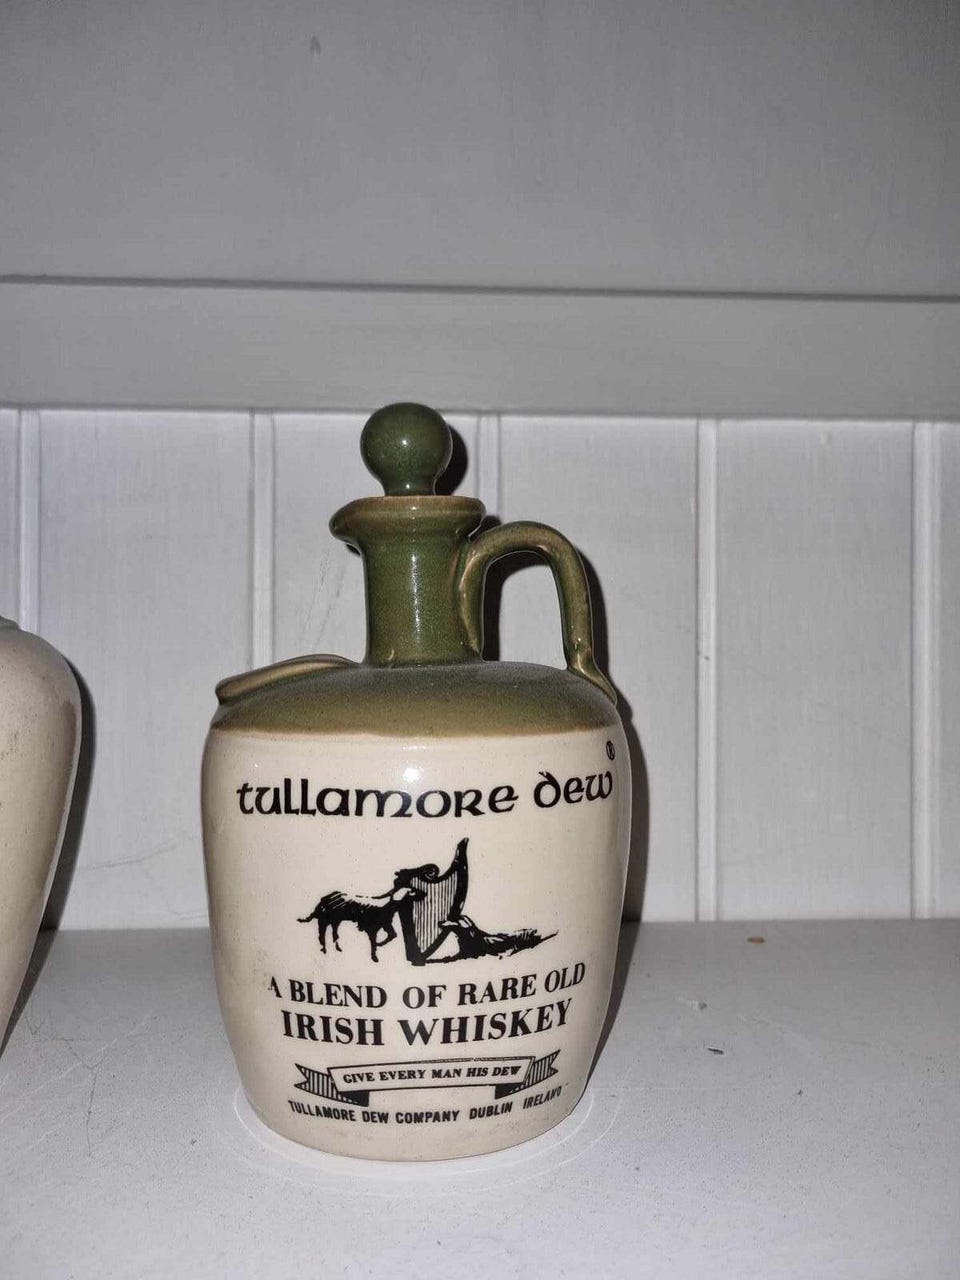 tullamore dew®
A BLEND OF RARE OLD
IRISH WHISKEY
GIVE EVERY MAN HIS DEW
TULLAMORE DEW COMPANY DUBLIN IRELAND